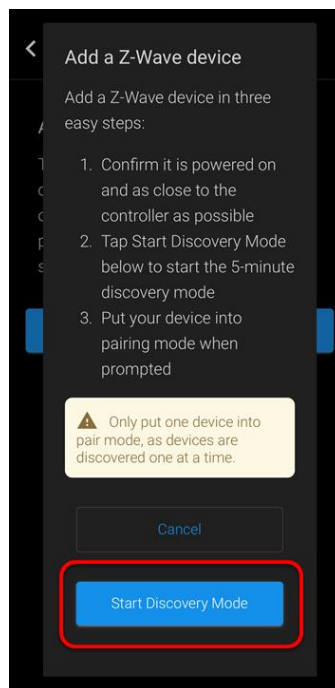 Add a Z-Wave device
Add a Z-Wave device in three
easy steps:
1. Confirm it is powered on
and as close to the
controller as possible
2. Tap Start Discovery Mode
below to start the 5-minute
discovery mode
3. Put your device into
pairing mode when
prompted
Only put one device into
pair mode, as devices are
discovered one at a time.
Cancel
Start Discovery Mode